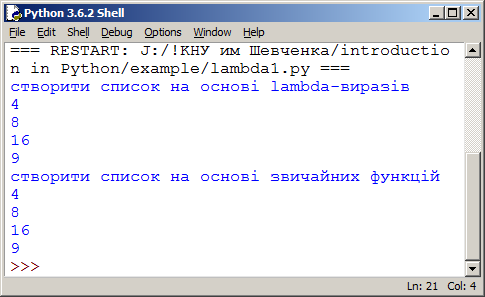 Python 3.6.2 Shell
File Edit Shell Debug Options Window Help
=== RESTART: J:/!КНУ им Шевченка/introductio
n in Python/example/lambda1.py ===
створити список на основі lambda-виразів
4
8
16
9
створити список на основі звичайних функцій
4
8
16
9
>>>
Ln: 21 Col: 4